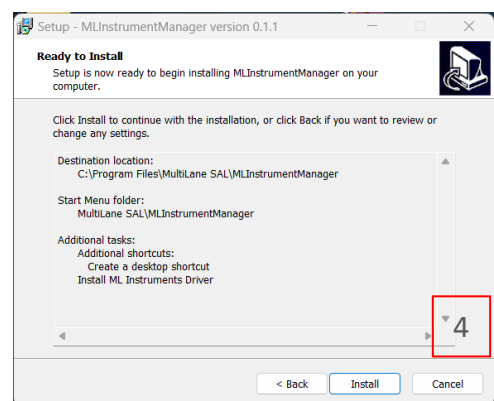 Setup - MLInstrumentManager version 0.1.1
Ready to Install
Setup is now ready to begin installing MLInstrumentManager on your
computer.
Click Install to continue with the installation, or click Back if you want to review or
change any settings.
Destination location:
C:\Program Files\MultiLane SAL\MLInstrumentManager
Start Menu folder:
MultiLane SAL\MLInstrumentManager
Additional tasks:
Additional shortcuts:
Create a desktop shortcut
Install ML Instruments Driver
4
< Back
Install
Cancel